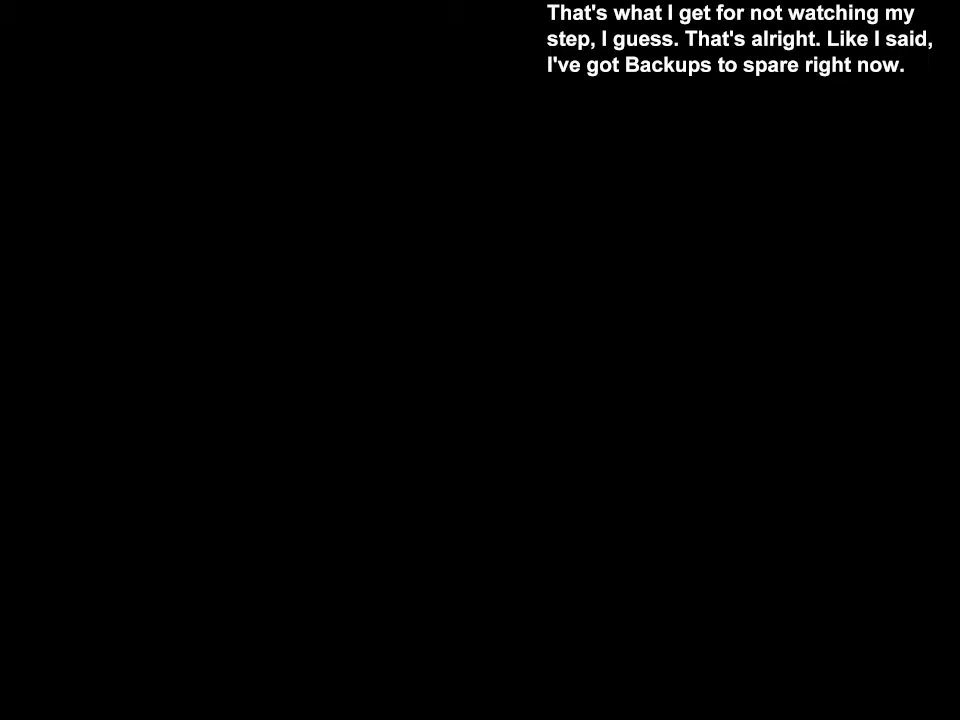 That's what I get for not watching my
step, I guess. That's alright. Like I said,
I've got Backups to spare right now.